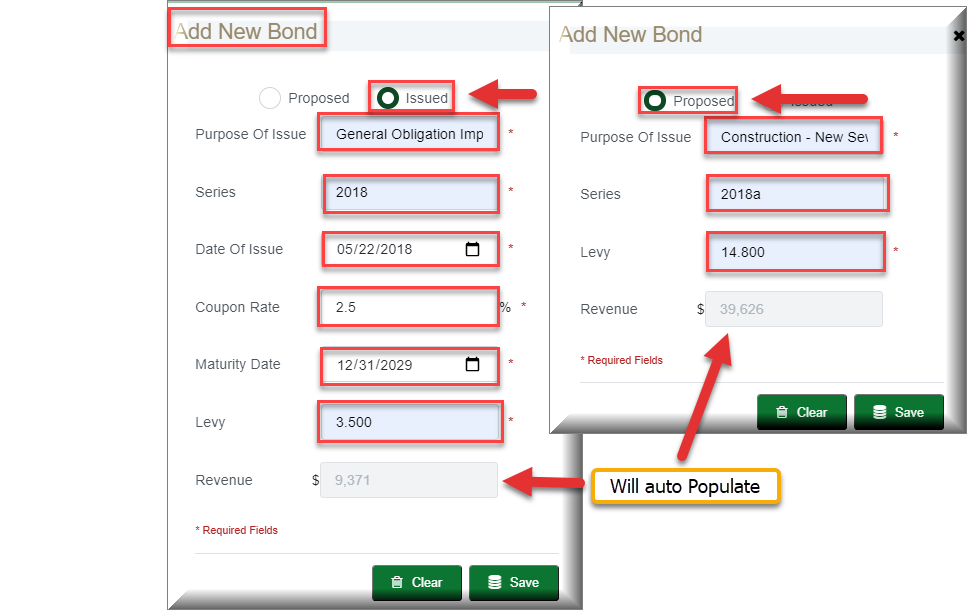 Add New Bond
Proposed Issued
Purpose Of Issue General Obligation Imp *
Series 2018 *
Date Of Issue 05/22/2018 *
Coupon Rate 2.5 % *
Maturity Date 12/31/2029 *
Levy 3.500 *
Revenue $ 9,371
* Required Fields
Clear Save
Add New Bond
Proposed Issued
Purpose Of Issue Construction - New Sev *
Series 2018a
Levy 14.800 *
Revenue $ 39,626
* Required Fields
Clear Save
Will auto Populate